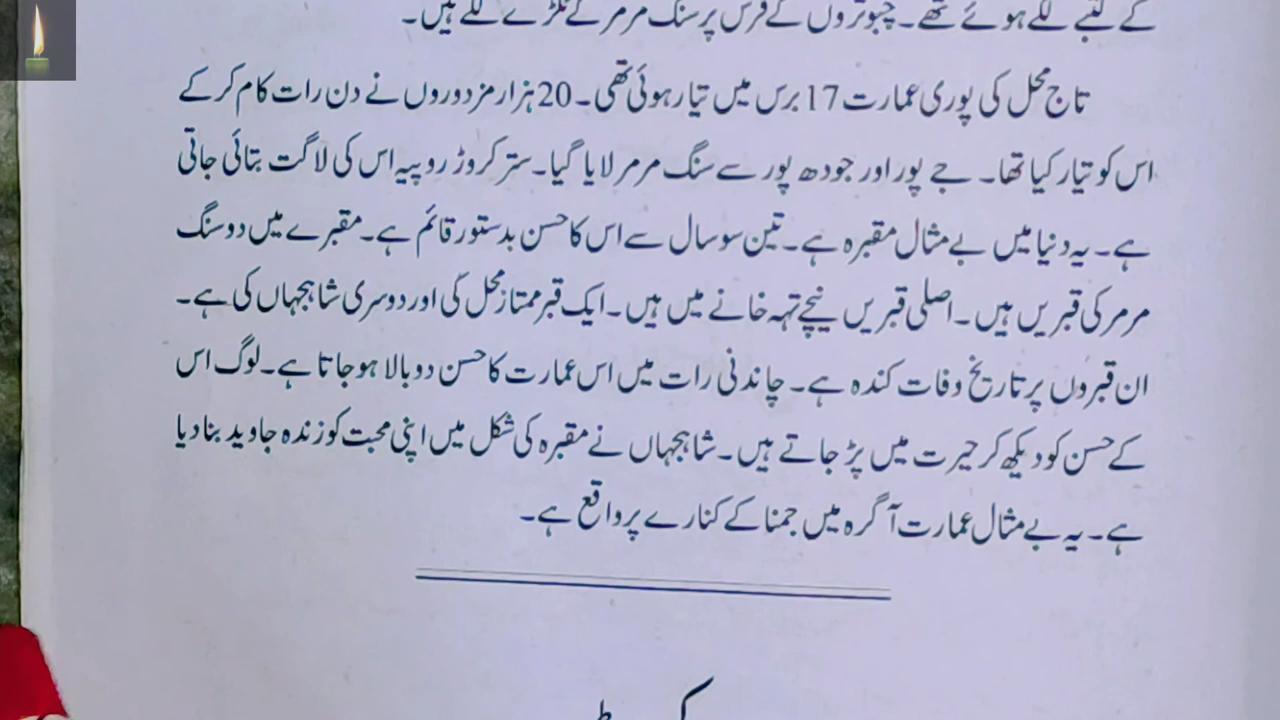 کے کتبے لگے ہوئے تھے۔ چبوتروں کے فرش پر سنگ مرمر کے ٹکڑے لگے ہیں۔
تاج محل کی پوری عمارت 17 برس میں تیار ہوئی تھی۔ 20 ہزار مزدوروں نے دن رات کام کر کے
اس کو تیار کیا تھا۔ جے پور اور جودھ پور سے سنگ مرمر لایا گیا۔ ستر کروڑ روپیہ اس کی لاگت بتائی جاتی
ہے۔ یہ دنیا میں بے مثال مقبرہ ہے۔ تین سو سال سے اس کا حسن بدستور قائم ہے۔ مقبرے میں دو سنگ
مرمر کی قبریں ہیں۔ اصلی قبریں نیچے تہہ خانے میں ہیں۔ ایک قبر ممتاز محل کی اور دوسری شاہجہاں کی ہے۔
ان قبروں پر تاریخ وفات کندہ ہے۔ چاندنی رات میں اس عمارت کا حسن دوبالا ہو جاتا ہے۔ لوگ اس
کے حسن کو دیکھ کر حیرت میں پڑ جاتے ہیں۔ شاہجہاں نے مقبرہ کی شکل میں اپنی محبت کو زندہ جاوید بنا دیا
ہے۔ یہ بے مثال عمارت آگرہ میں جمنا کے کنارے پر واقع ہے۔